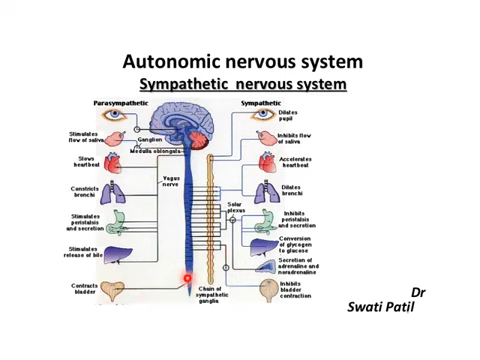 Autonomic nervous system
Sympathetic nervous system
Parasympathetic
Sympathetic
Dilates
pupil
Stimulates
flow of saliva
Ganglion
Medulla oblongata
Inhibits flow
of saliva
Slows
heartbeat
Vagus
nerve
Accelerates
heartbeat
Constricts
bronchi
Dilates
bronchi
Solar
plexus
Stimulates
peristalsis
and secretion
Inhibits
peristalsis
and secretion
Stimulates
release of bile
Conversion
of glycogen
to glucose
Secretion of
adrenaline and
noradrenaline
Contracts
bladder
Chain of
sympathetic
ganglia
Inhibits
bladder
contraction
Dr
Swati Patil